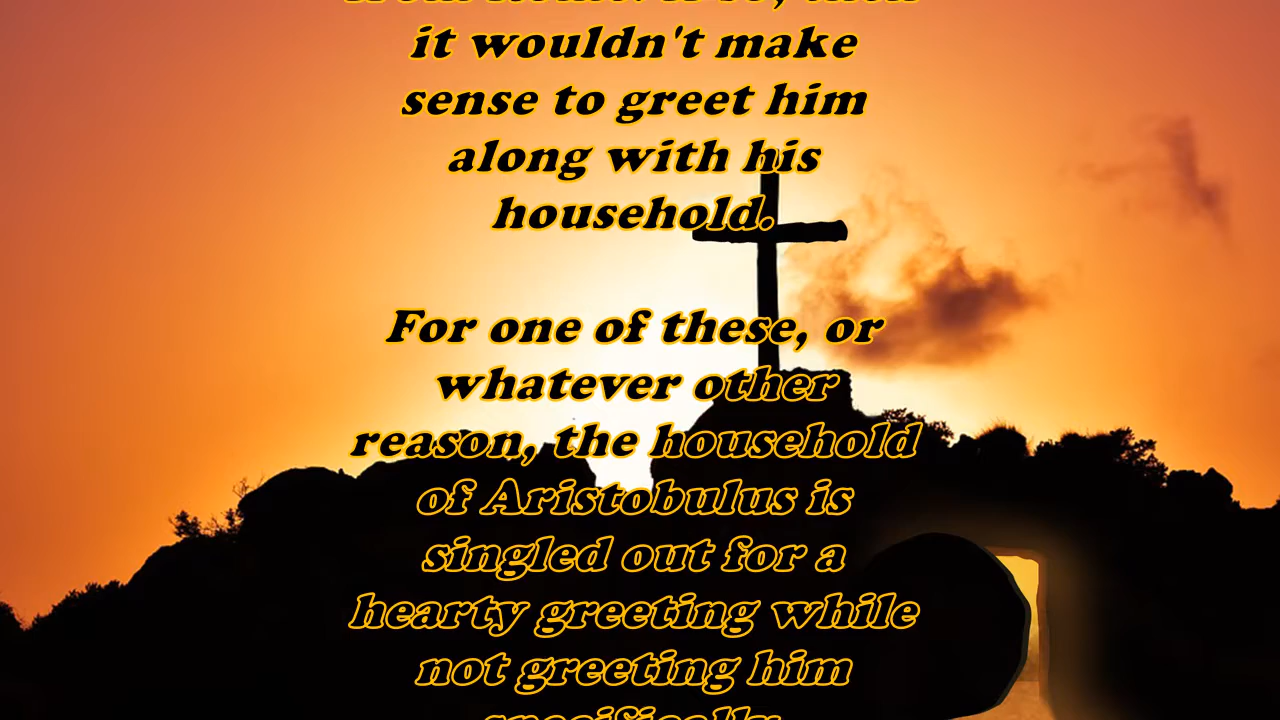 it wouldn't make
sense to greet him
along with his
household.
For one of these, or
whatever other
reason, the household
of Aristobulus is
singled out for a
hearty greeting while
not greeting him